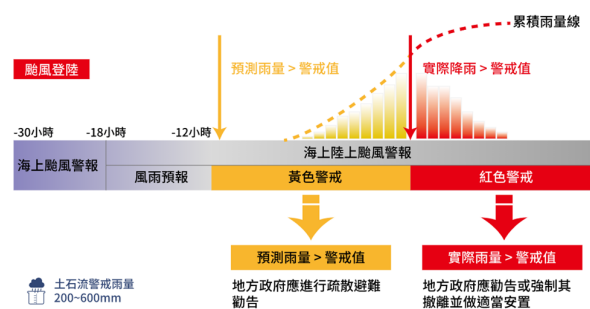 累積雨量線
颱風登陸
預測雨量 > 警戒值
實際降雨 > 警戒值
-30小時
-18小時
-12小時
海上颱風警報
海上陸上颱風警報
風雨預報
黃色警戒
紅色警戒
預測雨量 > 警戒值
實際雨量 > 警戒值
地方政府應進行疏散避難
勸告
地方政府應勸告或強制其
撤離並做適當安置
土石流警戒雨量
200~600mm